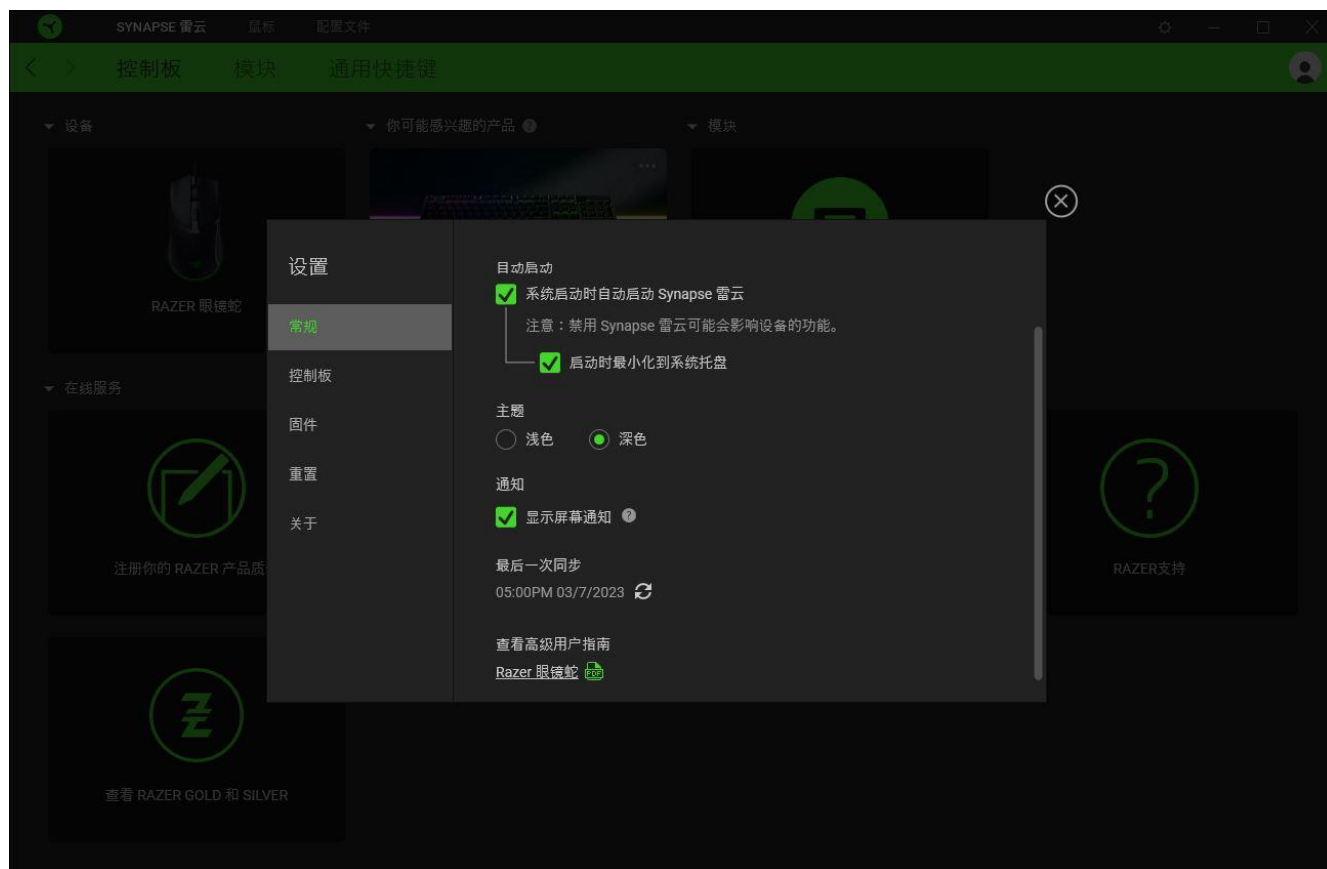 SYNAPSE 雷云 鼠标 配置文件
控制板 模块 通用快捷键
设备 你可能感兴趣的产品 模块
RAZER 眼镜蛇
在线服务
注册你的 RAZER 产品质
RAZER支持
查看 RAZER GOLD 和 SILVER
设置
常规
控制板
固件
重置
关于
自动启动
系统启动时自动启动 Synapse 雷云
注意：禁用 Synapse 雷云可能会影响设备的功能。
启动时最小化到系统托盘
主题
浅色 深色
通知
显示屏幕通知
最后一次同步
05:00PM 03/7/2023
查看高级用户指南
Razer 眼镜蛇 PDF